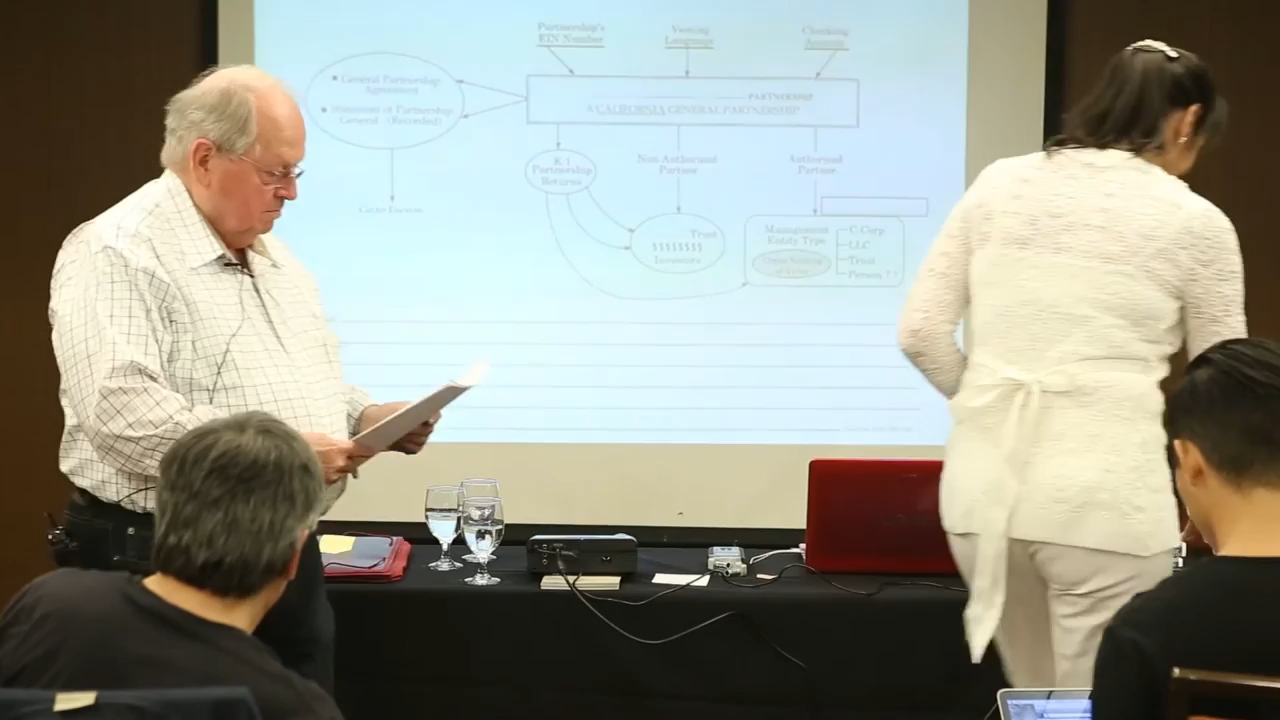 Partnership's
EIN Number
Vesting
Language
Checking
Account
General Partnership
Agreement
Statement of Partnership
General - (Recorded)
PARTNERSHIP
A CALIFORNIA GENERAL PARTNERSHIP
K-1
Partnership
Returns
Non Authorized
Partner
Authorized
Partner
Trust
$$$$$$$$
Investors
Management
Entity Type
C Corp
LLC
Trust
Person ? ?